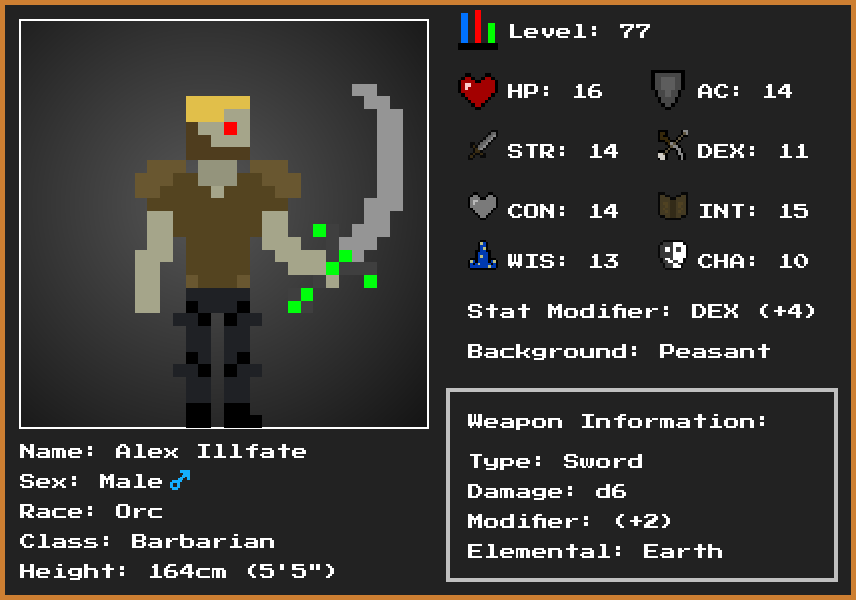 Level: 77
HP: 16 AC: 14
STR: 14 DEX: 11
CON: 14 INT: 15
WIS: 13 CHA: 10
Stat Modifier: DEX (+4)
Background: Peasant
Weapon Information:
Type: Sword
Damage: d6
Modifier: (+2)
Elemental: Earth
Name: Alex Illfate
Sex: Male ♂
Race: Orc
Class: Barbarian
Height: 164cm (5'5")